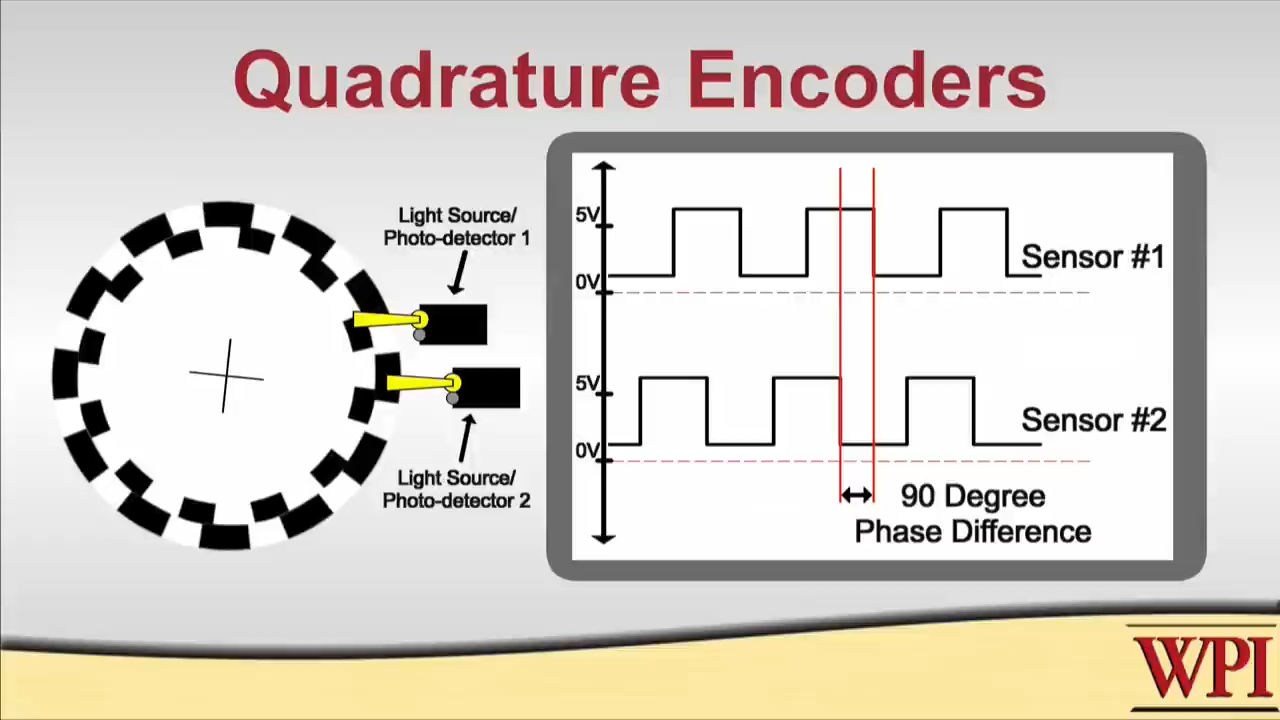 Quadrature Encoders
Light Source/
Photo-detector 1
Light Source/
Photo-detector 2
5V
0V
Sensor #1
5V
0V
Sensor #2
90 Degree
Phase Difference
WPI